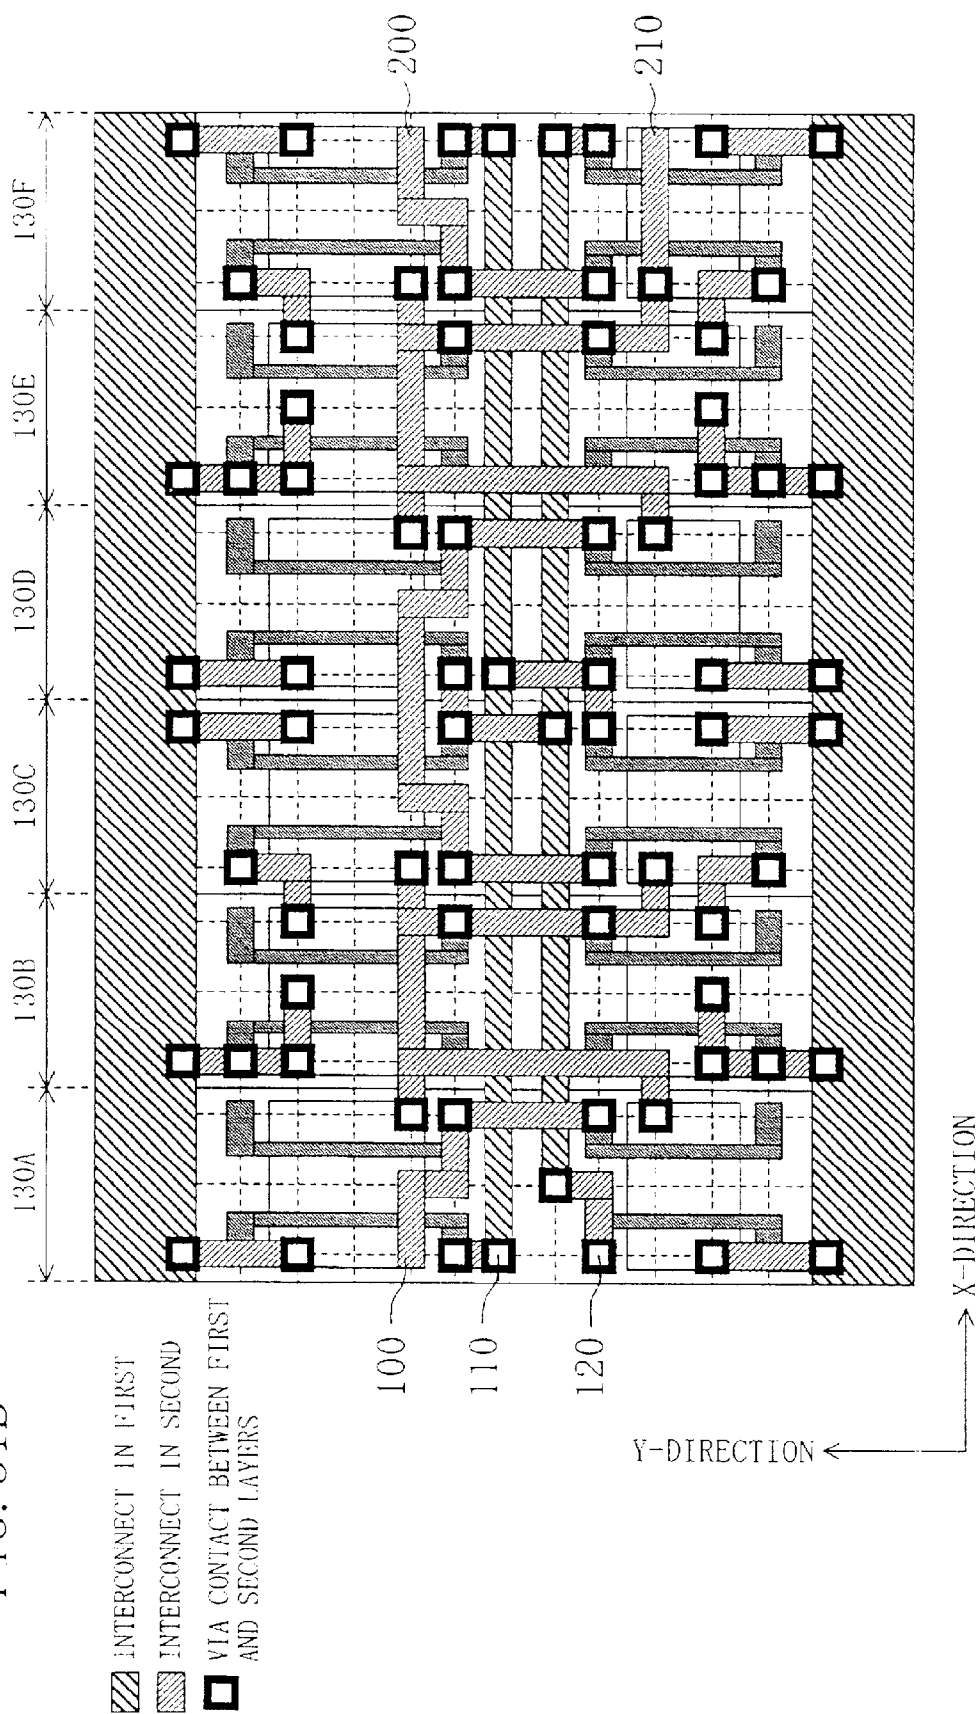 130A
130B
130C
130D
130E
130F
100
110
120
200
210
INTERCONNECT IN FIRST
INTERCONNECT IN SECOND
VIA CONTACT BETWEEN FIRST
AND SECOND LAYERS
Y-DIRECTION
X-DIRECTION